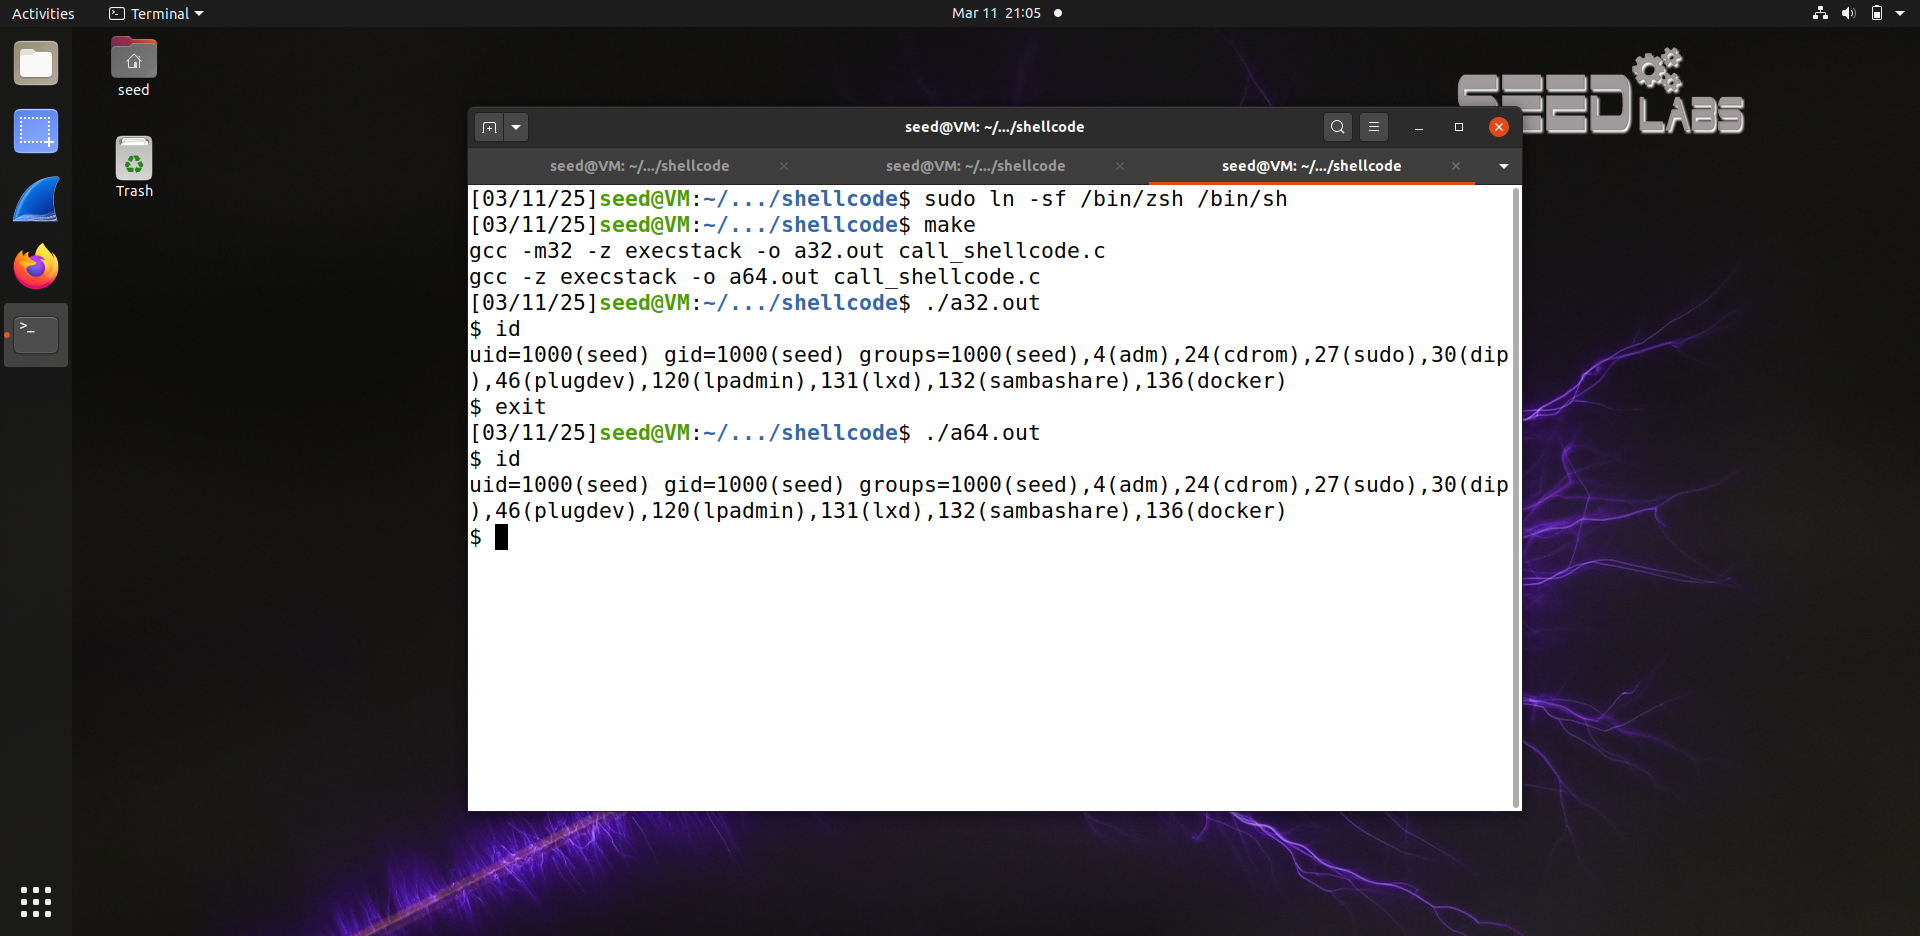 Activities
Terminal
Mar 11 21:05
seed
Trash
SEED LABS
seed@VM: ~/.../shellcode
seed@VM: ~/.../shellcode
seed@VM: ~/.../shellcode
seed@VM: ~/.../shellcode
[03/11/25]seed@VM:~/.../shellcode$ sudo ln -sf /bin/zsh /bin/sh
[03/11/25]seed@VM:~/.../shellcode$ make
gcc -m32 -z execstack -o a32.out call_shellcode.c
gcc -z execstack -o a64.out call_shellcode.c
[03/11/25]seed@VM:~/.../shellcode$ ./a32.out
$ id
uid=1000(seed) gid=1000(seed) groups=1000(seed),4(adm),24(cdrom),27(sudo),30(dip
),46(plugdev),120(lpadmin),131(lxd),132(sambashare),136(docker)
$ exit
[03/11/25]seed@VM:~/.../shellcode$ ./a64.out
$ id
uid=1000(seed) gid=1000(seed) groups=1000(seed),4(adm),24(cdrom),27(sudo),30(dip
),46(plugdev),120(lpadmin),131(lxd),132(sambashare),136(docker)
$